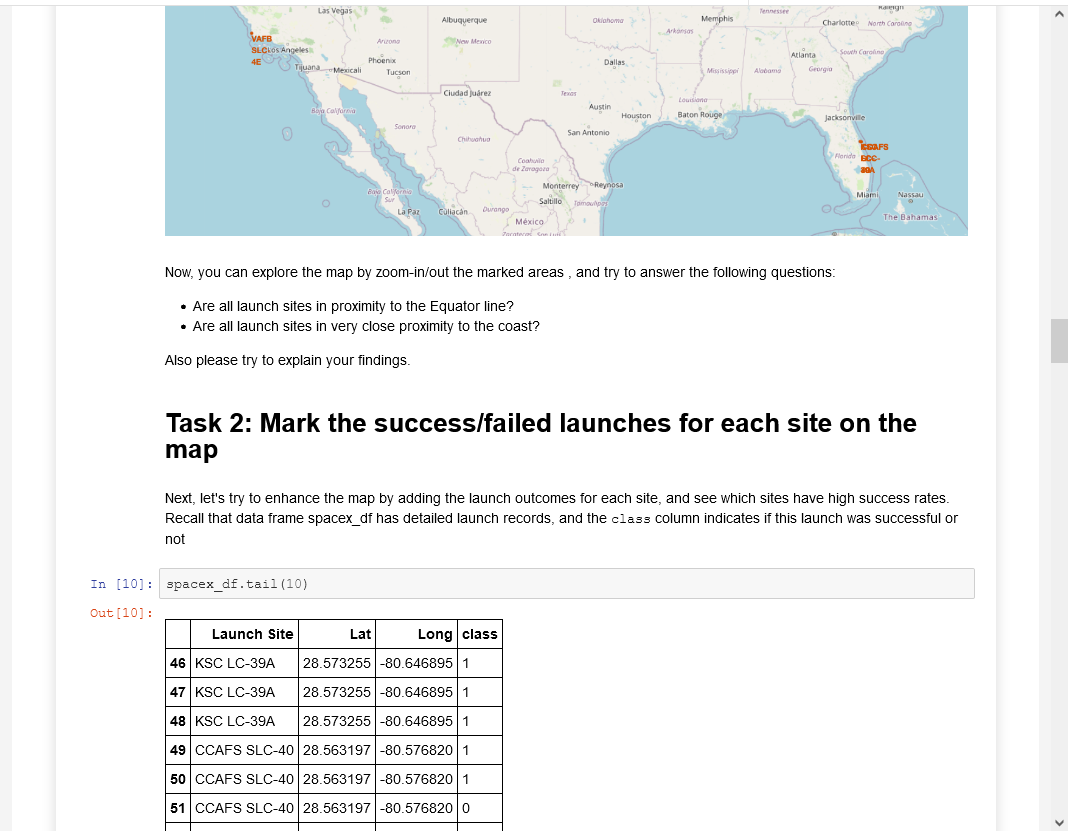 Las Vegas
Albuquerque
Oklahoma
Memphis
Tennessee
Raleigh
Charlotte
North Carolina
VAFB
SLC
4E
Los Angeles
Arizona
New Mexico
Arkansas
Phoenix
Dallas
Atlanta
South Carolina
Tijuana
Mexicali
Tucson
Mississippi
Alabama
Georgia
Ciudad Juárez
Texas
Louisiana
Austin
Baja California
Houston
Baton Rouge
Jacksonville
Sonora
San Antonio
Chihuahua
CCAFS
Florida
Coahuila
de Zaragoza
Monterrey
Reynosa
Baja California
Sur
Miami
Nassau
Saltillo
Tamaulipas
La Paz
Culiacán
Durango
The Bahamas
México
Zacatecas
San Luis
Now, you can explore the map by zoom-in/out the marked areas , and try to answer the following questions:
• Are all launch sites in proximity to the Equator line?
• Are all launch sites in very close proximity to the coast?
Also please try to explain your findings.
Task 2: Mark the success/failed launches for each site on the
map
Next, let's try to enhance the map by adding the launch outcomes for each site, and see which sites have high success rates.
Recall that data frame spacex_df has detailed launch records, and the class column indicates if this launch was successful or
not
In [10]: spacex_df.tail(10)
Out[10]:
Launch Site Lat Long class
46 KSC LC-39A 28.573255 -80.646895 1
47 KSC LC-39A 28.573255 -80.646895 1
48 KSC LC-39A 28.573255 -80.646895 1
49 CCAFS SLC-40 28.563197 -80.576820 1
50 CCAFS SLC-40 28.563197 -80.576820 1
51 CCAFS SLC-40 28.563197 -80.576820 0